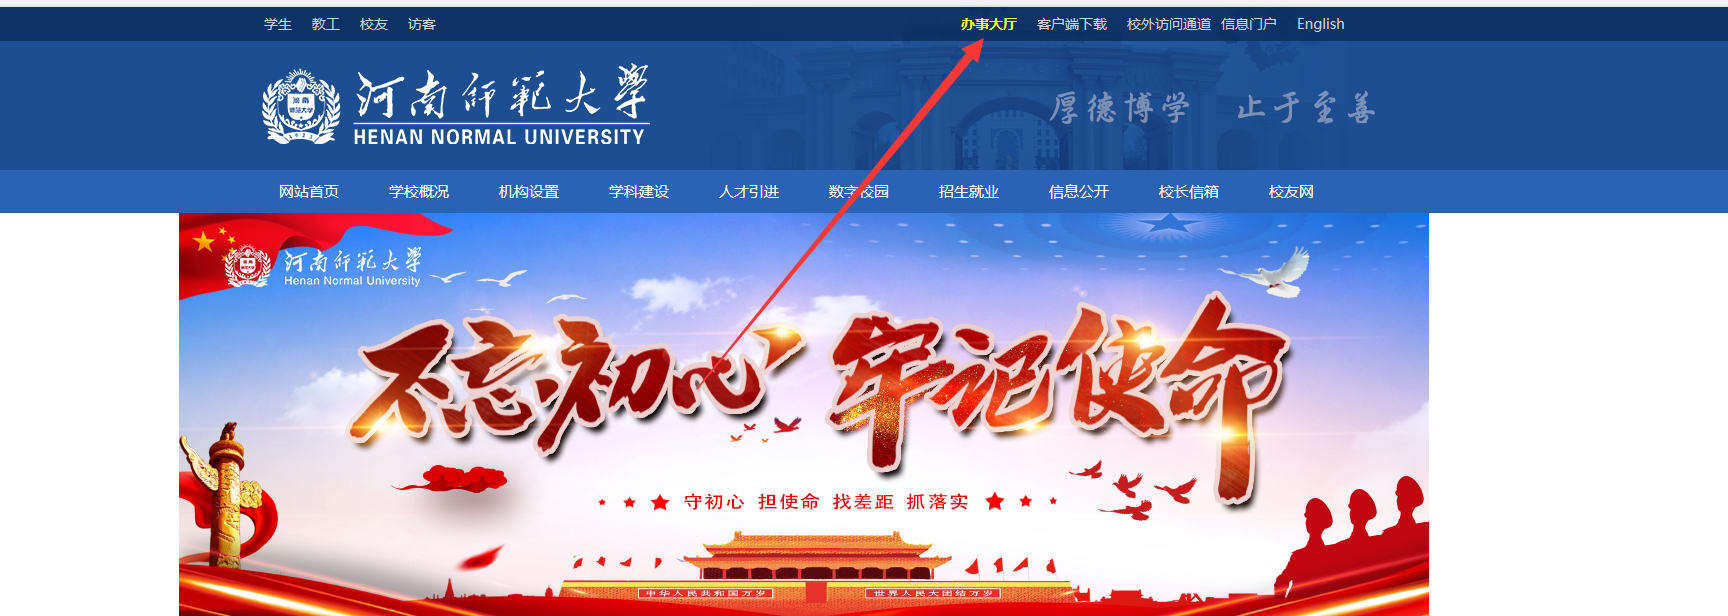 学生 教工 校友 访客 办事大厅 客户端下载 校外访问通道 信息门户 English
河南师范大学
HENAN NORMAL UNIVERSITY
厚德博学 止于至善
网站首页 学校概况 机构设置 学科建设 人才引进 数字校园 招生就业 信息公开 校长信箱 校友网
河南师范大学
Henan Normal University
不忘初心 牢记使命
守初心 担使命 找差距 抓落实
中华人民共和国万岁 世界人民大团结万岁